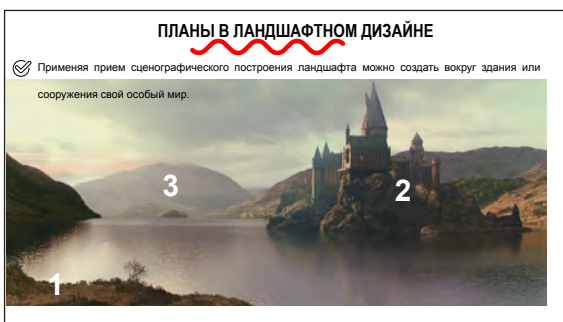 ПЛАНЫ В ЛАНДШАФТНОМ ДИЗАЙНЕ
Применяя прием сценографического построения ландшафта можно создать вокруг здания или
сооружения свой особый мир.
3
2
1